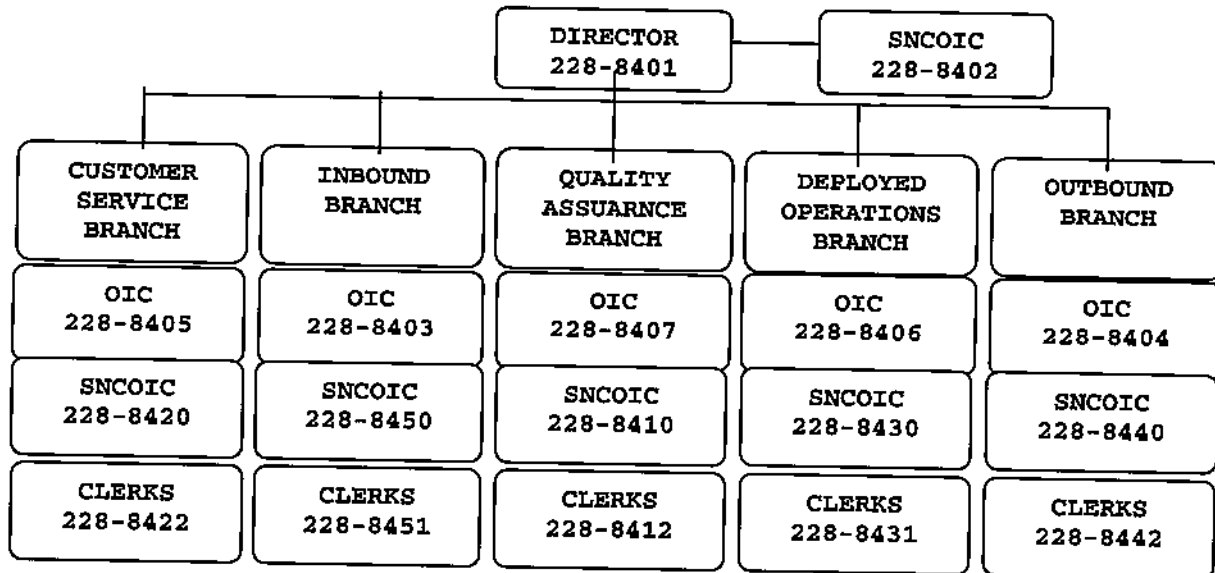 DIRECTOR
228-8401
SNCOIC
228-8402
CUSTOMER
SERVICE
BRANCH
INBOUND
BRANCH
QUALITY
ASSUARNCE
BRANCH
DEPLOYED
OPERATIONS
BRANCH
OUTBOUND
BRANCH
OIC
228-8405
OIC
228-8403
OIC
228-8407
OIC
228-8406
OIC
228-8404
SNCOIC
228-8420
SNCOIC
228-8450
SNCOIC
228-8410
SNCOIC
228-8430
SNCOIC
228-8440
CLERKS
228-8422
CLERKS
228-8451
CLERKS
228-8412
CLERKS
228-8431
CLERKS
228-8442